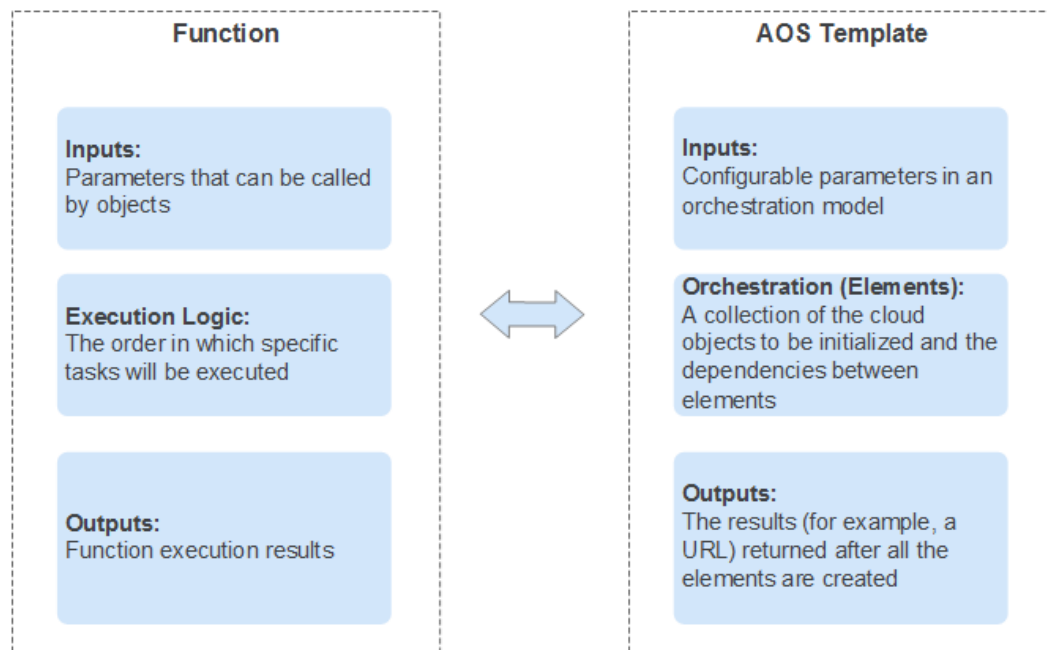 Function
Inputs:
Parameters that can be called
by objects
Execution Logic:
The order in which specific
tasks will be executed
Outputs:
Function execution results
AOS Template
Inputs:
Configurable parameters in an
orchestration model
Orchestration (Elements):
A collection of the cloud
objects to be initialized and the
dependencies between
elements
Outputs:
The results (for example, a
URL) returned after all the
elements are created